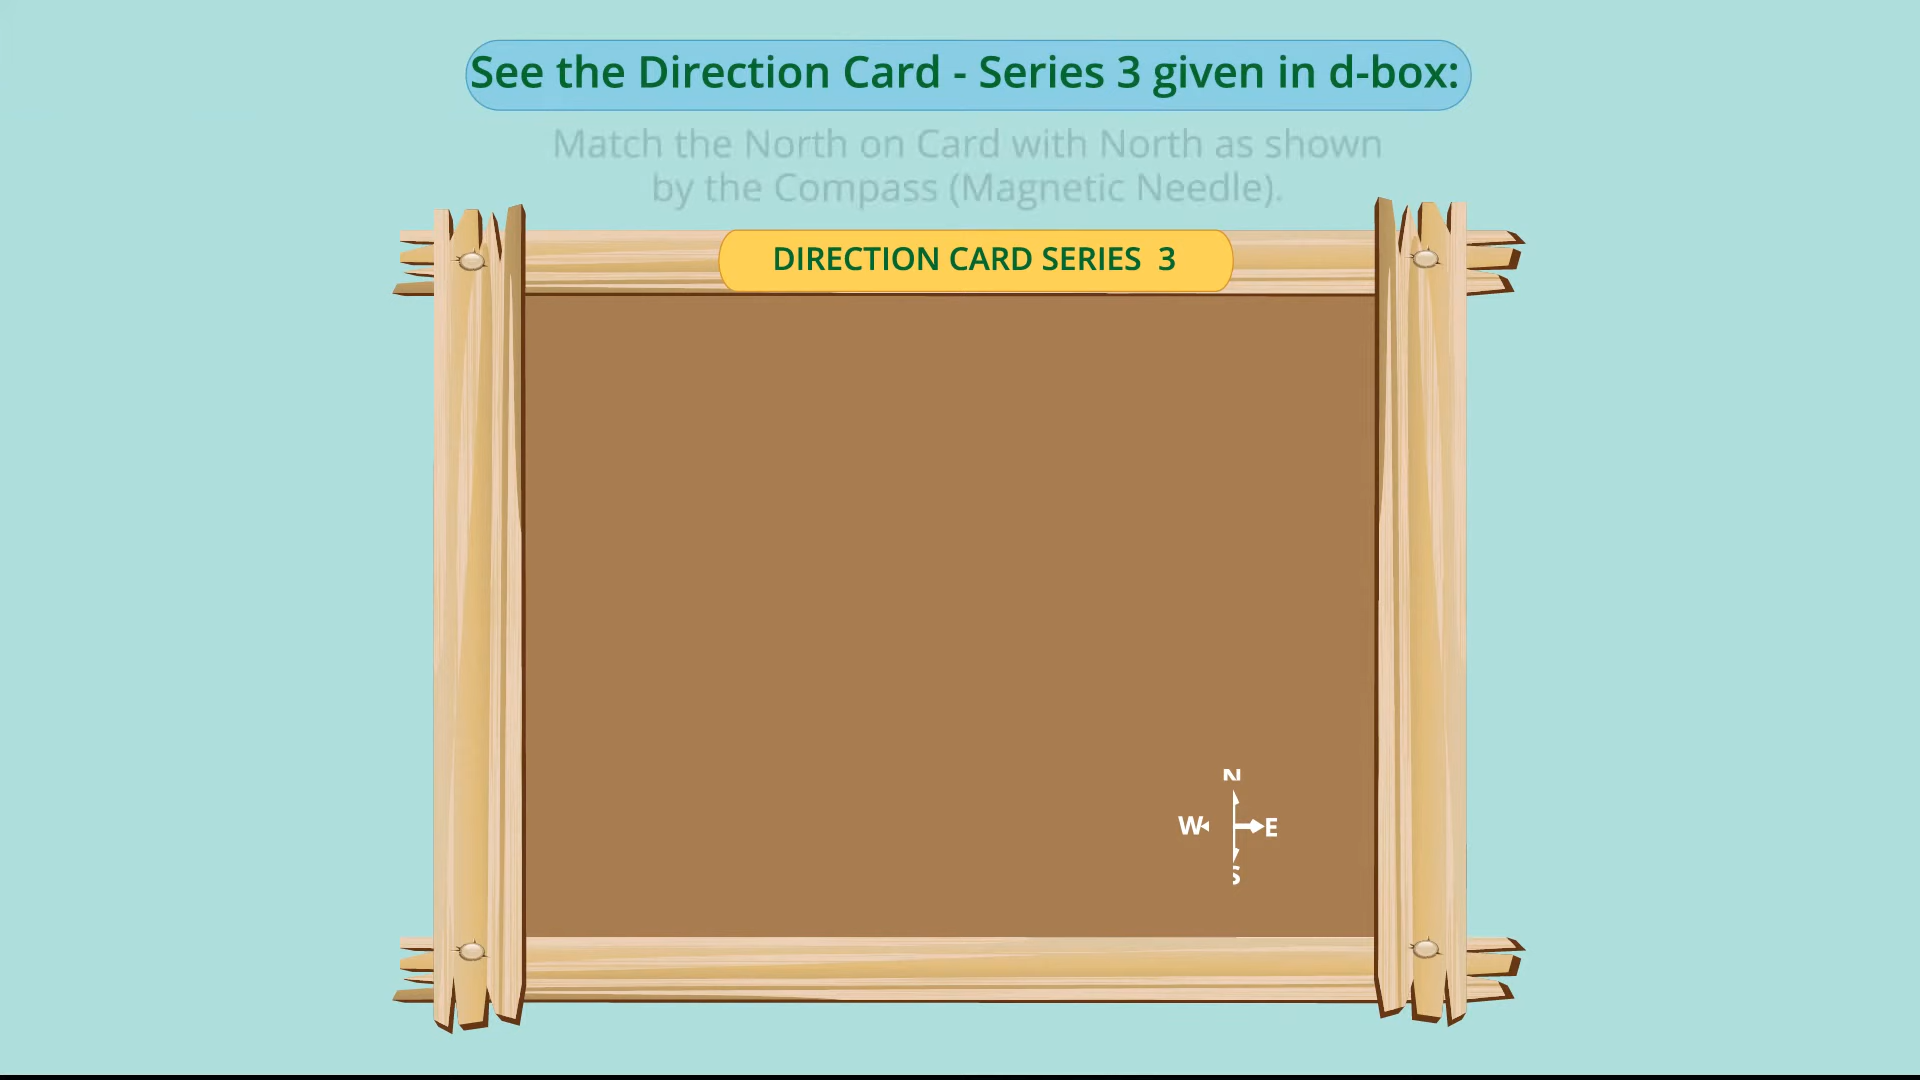 See the Direction Card - Series 3 given in d-box:
Match the North on Card with North as shown
by the Compass (Magnetic Needle).
DIRECTION CARD SERIES 3
N
W E
S